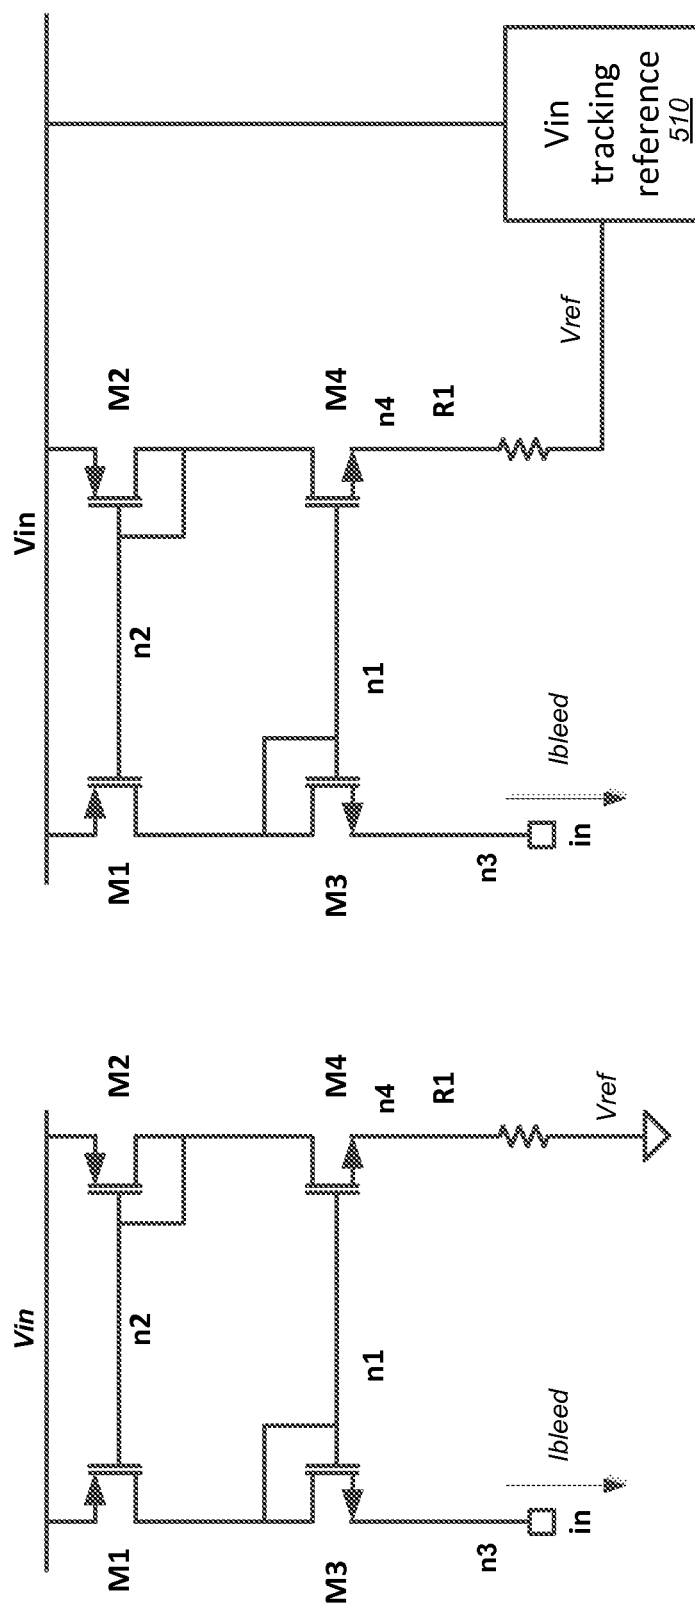 Vin
M1
M2
n2
M3
M4
n1
n4
R1
n3
in
Ibleed
Vref
Vin
M1
M2
n2
M3
M4
n1
n4
R1
n3
in
Ibleed
Vref
Vin
tracking
reference
510